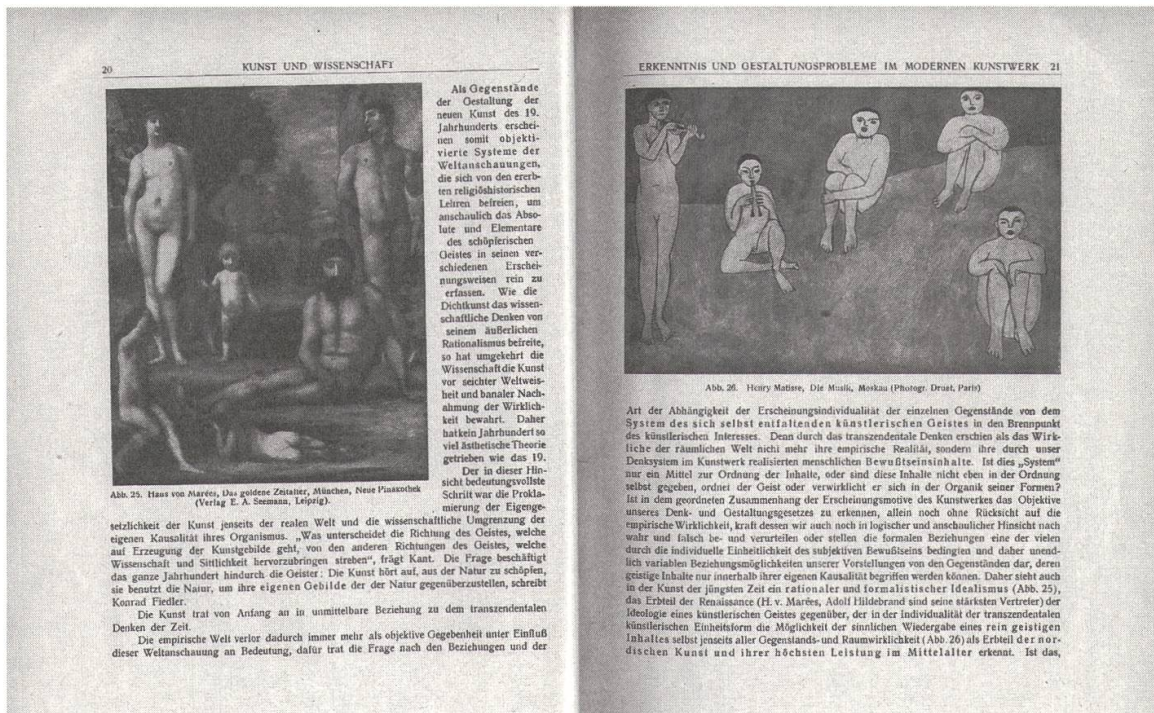 20
KUNST UND WISSENSCHAFT
Als Gegenstände
der Gestaltung der
neuen Kunst des 19.
Jahrhunderts erschei-
nen somit objekti-
vierte Systeme der
Weltanschauungen,
die sich von den ererb-
ten religiöshistorischen
Lehren befreien, um
anschaulich das Abso-
lute und Elementare
des schöpferischen
Geistes in seinen ver-
schiedenen Erschei-
nungsweisen rein zu
erfassen. Wie die
Dichtkunst das wissen-
schaftliche Denken von
seinem äußerlichen
Rationalismus befreite,
so hat umgekehrt die
Wissenschaft die Kunst
vor seichter Weltweis-
heit und banaler Nach-
ahmung der Wirklich-
keit bewahrt. Daher
hat kein Jahrhundert so
viel ästhetische Theorie
getrieben wie das 19.
Der in dieser Hin-
sicht bedeutungsvollste
Schritt war die Prokla-
mierung der Eigenge-
Abb. 25. Hans von Marées, Das goldene Zeitalter, München, Neue Pinakothek
(Verlag E. A. Seemann, Leipzig).
setzlichkeit der Kunst jenseits der realen Welt und die wissenschaftliche Umgrenzung der
eigenen Kausalität ihres Organismus. „Was unterscheidet die Richtung des Geistes, welche
auf Erzeugung der Kunstgebilde geht, von den anderen Richtungen des Geistes, welche
Wissenschaft und Sittlichkeit hervorzubringen streben“, frägt Kant. Die Frage beschäftigt
das ganze Jahrhundert hindurch die Geister: Die Kunst hört auf, aus der Natur zu schöpfen,
sie benutzt die Natur, um ihre eigenen Gebilde der der Natur gegenüberzustellen, schreibt
Konrad Fiedler.
Die Kunst trat von Anfang an in unmittelbare Beziehung zu dem transzendentalen
Denken der Zeit.
Die empirische Welt verlor dadurch immer mehr als objektive Gegebenheit unter Einfluß
dieser Weltanschauung an Bedeutung, dafür trat die Frage nach den Beziehungen und der
ERKENNTNIS UND GESTALTUNGSPROBLEME IM MODERNEN KUNSTWERK 21
Abb. 26. Henry Matisse, Die Musik, Moskau (Photogr. Druet, Paris)
Art der Abhängigkeit der Erscheinungsindividualität der einzelnen Gegenstände von dem
System des sich selbst entfaltenden künstlerischen Geistes in den Brennpunkt
des künstlerischen Interesses. Denn durch das transzendentale Denken erschien als das Wirk-
liche der räumlichen Welt nicht mehr ihre empirische Realität, sondern ihre durch unser
Denksystem im Kunstwerk realisierten menschlichen Bewußtseinsinhalte. Ist dies „System“
nur ein Mittel zur Ordnung der Inhalte, oder sind diese Inhalte nicht eben in der Ordnung
selbst gegeben, ordnet der Geist oder verwirklicht er sich in der Organik seiner Formen?
Ist in dem geordneten Zusammenhang der Erscheinungsmotive des Kunstwerkes das Objektive
unseres Denk- und Gestaltungsgesetzes zu erkennen, allein noch ohne Rücksicht auf die
empirische Wirklichkeit, kraft dessen wir auch noch in logischer und anschaulicher Hinsicht nach
wahr und falsch be- und verurteilen oder stellen die formalen Beziehungen eine der vielen
durch die individuelle Einheitlichkeit des subjektiven Bewußtseins bedingten und daher unend-
lich variablen Beziehungsmöglichkeiten unserer Vorstellungen von den Gegenständen dar, deren
geistige Inhalte nur innerhalb ihrer eigenen Kausalität begriffen werden können. Daher sieht auch
in der Kunst der jüngsten Zeit ein rationaler und formalistischer Idealismus (Abb. 25),
das Erbteil der Renaissance (H. v. Marées, Adolf Hildebrand sind seine stärksten Vertreter) der
Ideologie eines künstlerischen Geistes gegenüber, der in der Individualität der transzendentalen
künstlerischen Einheitsform die Möglichkeit der sinnlichen Wiedergabe eines rein geistigen
Inhaltes selbst jenseits aller Gegenstands- und Raumwirklichkeit (Abb. 26) als Erbteil der nor-
dischen Kunst und ihrer höchsten Leistung im Mittelalter erkennt. Ist das,